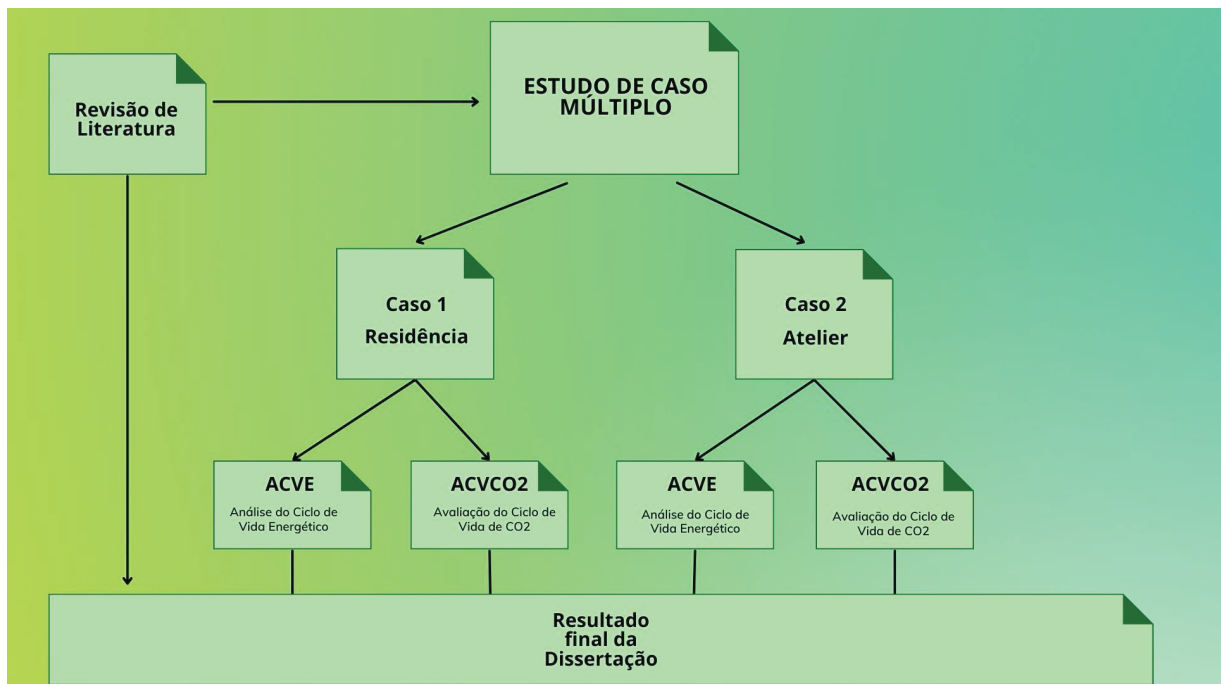 Revisão de
Literatura
ESTUDO DE CASO
MÚLTIPLO
Caso 1
Residência
Caso 2
Atelier
ACVE
Análise do Ciclo de
Vida Energético
ACVCO2
Avaliação do Ciclo de
Vida de CO2
ACVE
Análise do Ciclo de
Vida Energético
ACVCO2
Avaliação do Ciclo de
Vida de CO2
Resultado
final da
Dissertação